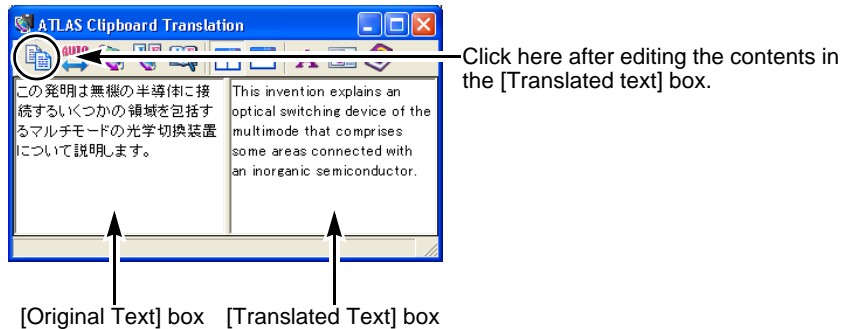 ATLAS Clipboard Translation
AUTO
A
Click here after editing the contents in
the [Translated text] box.
この発明は無機の半導体に接
続するいくつかの領域を包括す
るマルチモードの光学切換装置
について説明します。
This invention explains an
optical switching device of the
multimode that comprises
some areas connected with
an inorganic semiconductor.
[Original Text] box
[Translated Text] box